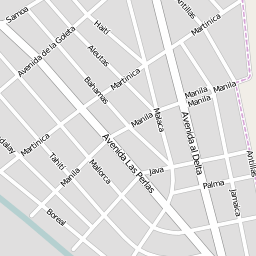 Samoa
Haití
Antillas
Martinica
Avenida de la Goleta
Aleutas
Martinica
Bahamas
Manila
Manila
Manila
Malaca
Avenida al Delta
Martinica
Avenida Las Perlas
Tahití
Manila
Mallorca
Java
Palma
Antillas
Jamaica
Boreal